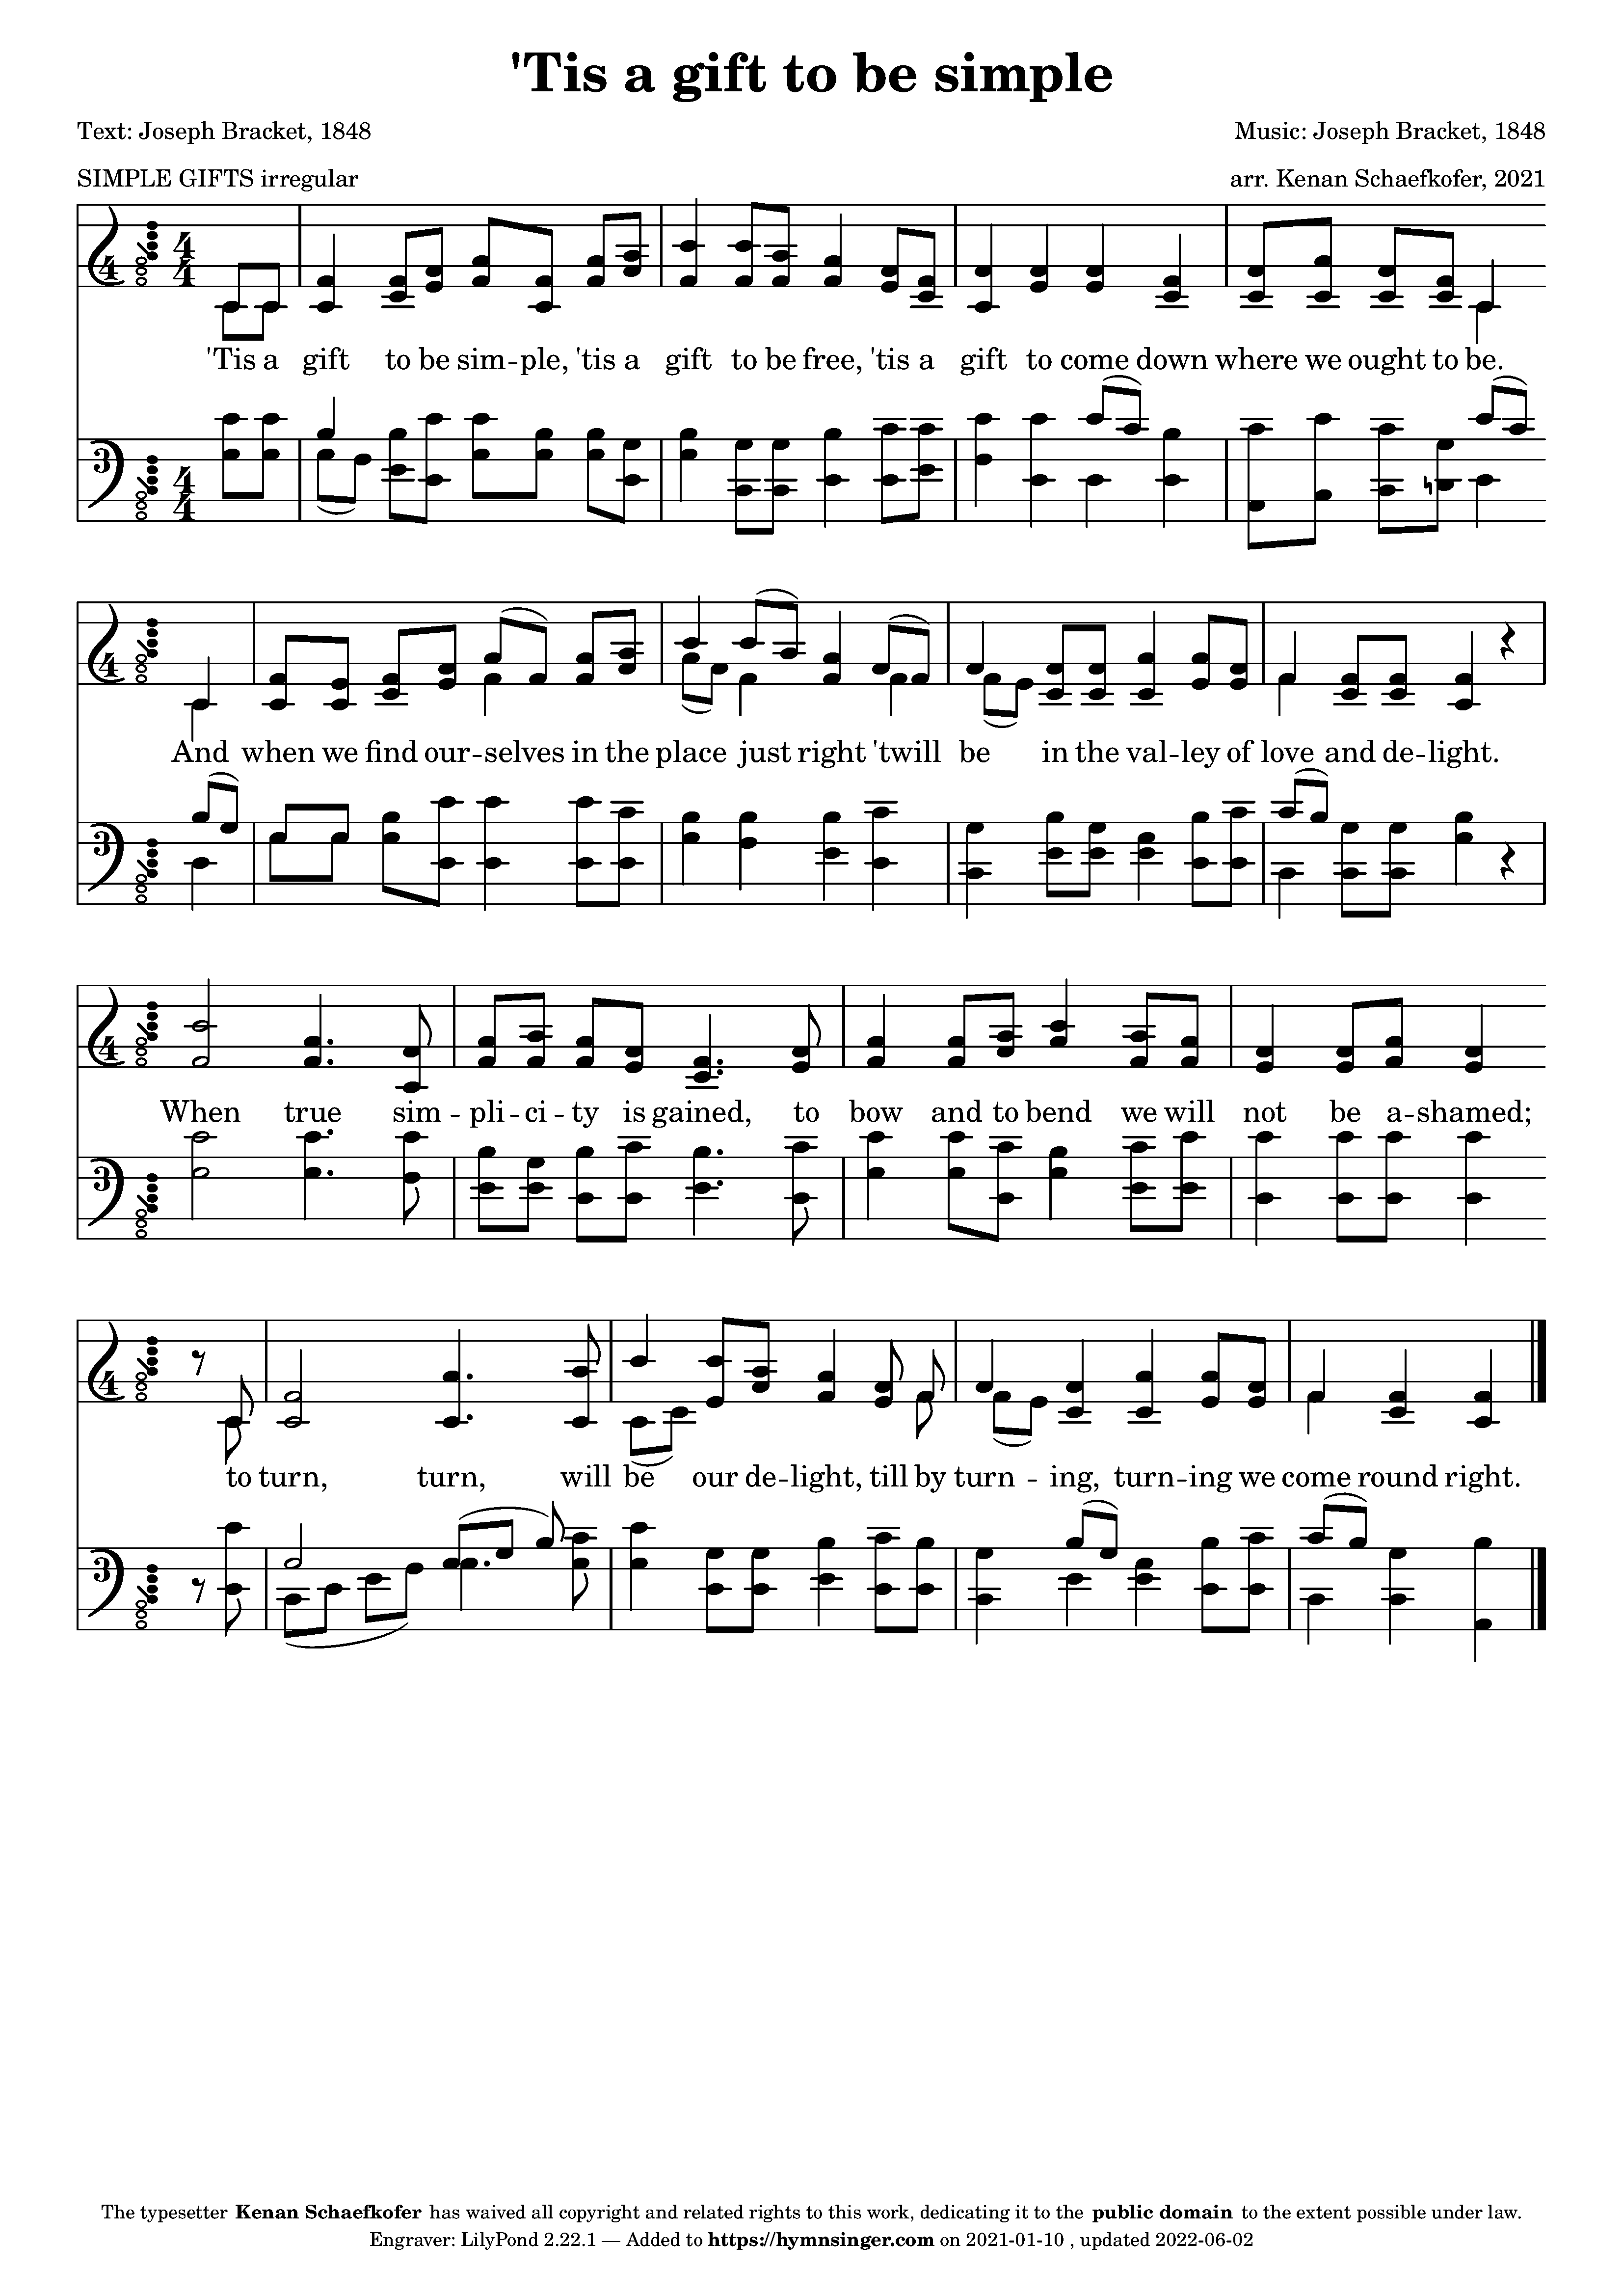 'Tis a gift to be simple
Text: Joseph Bracket, 1848
Music: Joseph Bracket, 1848
SIMPLE GIFTS irregular
arr. Kenan Schaefkofer, 2021
'Tis a gift to be sim -- ple, 'tis a gift to be free, 'tis a gift to come down where we ought to be.
And when we find our -- selves in the place just right 'twill be in the val -- ley of love and de -- light.
When true sim -- pli -- ci -- ty is gained, to bow and to bend we will not be a -- shamed;
to turn, turn, will be our de -- light, till by turn -- ing, turn -- ing we come round right.
The typesetter Kenan Schaefkofer has waived all copyright and related rights to this work, dedicating it to the public domain to the extent possible under law.
Engraver: LilyPond 2.22.1 — Added to https://hymnsinger.com on 2021-01-10 , updated 2022-06-02